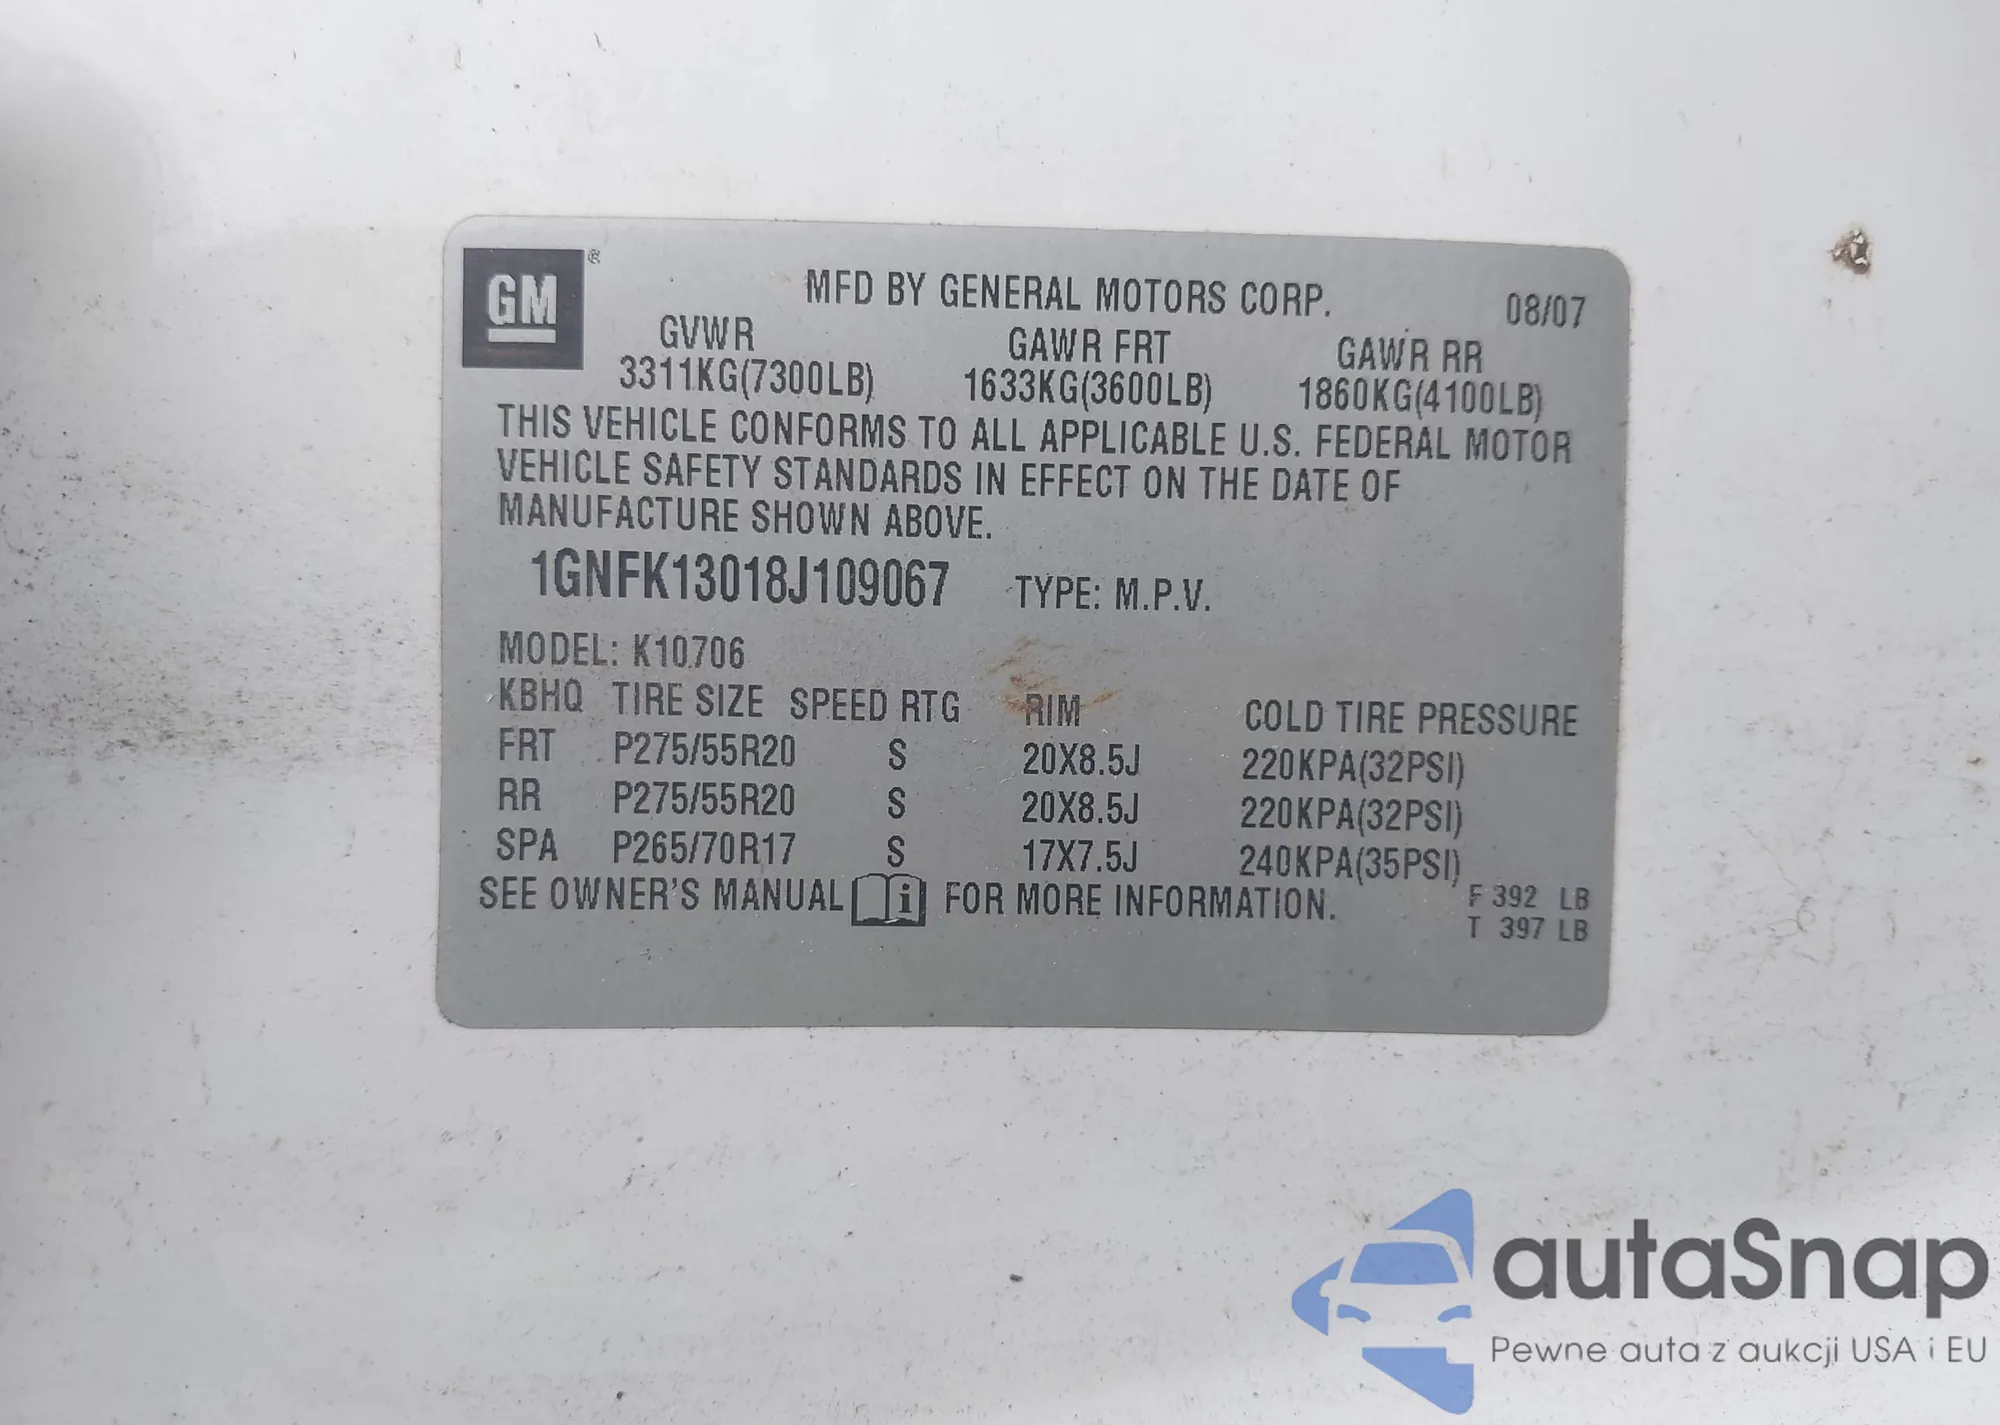 GM ®
MFD BY GENERAL MOTORS CORP. 08/07
GVWR GAWR FRT GAWR RR
3311KG(7300LB) 1633KG(3600LB) 1860KG(4100LB)
THIS VEHICLE CONFORMS TO ALL APPLICABLE U.S. FEDERAL MOTOR
VEHICLE SAFETY STANDARDS IN EFFECT ON THE DATE OF
MANUFACTURE SHOWN ABOVE.
1GNFK13018J109067 TYPE: M.P.V.
MODEL: K10706
KBHQ TIRE SIZE SPEED RTG RIM COLD TIRE PRESSURE
FRT P275/55R20 S 20X8.5J 220KPA(32PSI)
RR P275/55R20 S 20X8.5J 220KPA(32PSI)
SPA P265/70R17 S 17X7.5J 240KPA(35PSI)
SEE OWNER'S MANUAL i FOR MORE INFORMATION.
F 392 LB
T 397 LB
autaSnap
Pewne auta z aukcji USA i EU